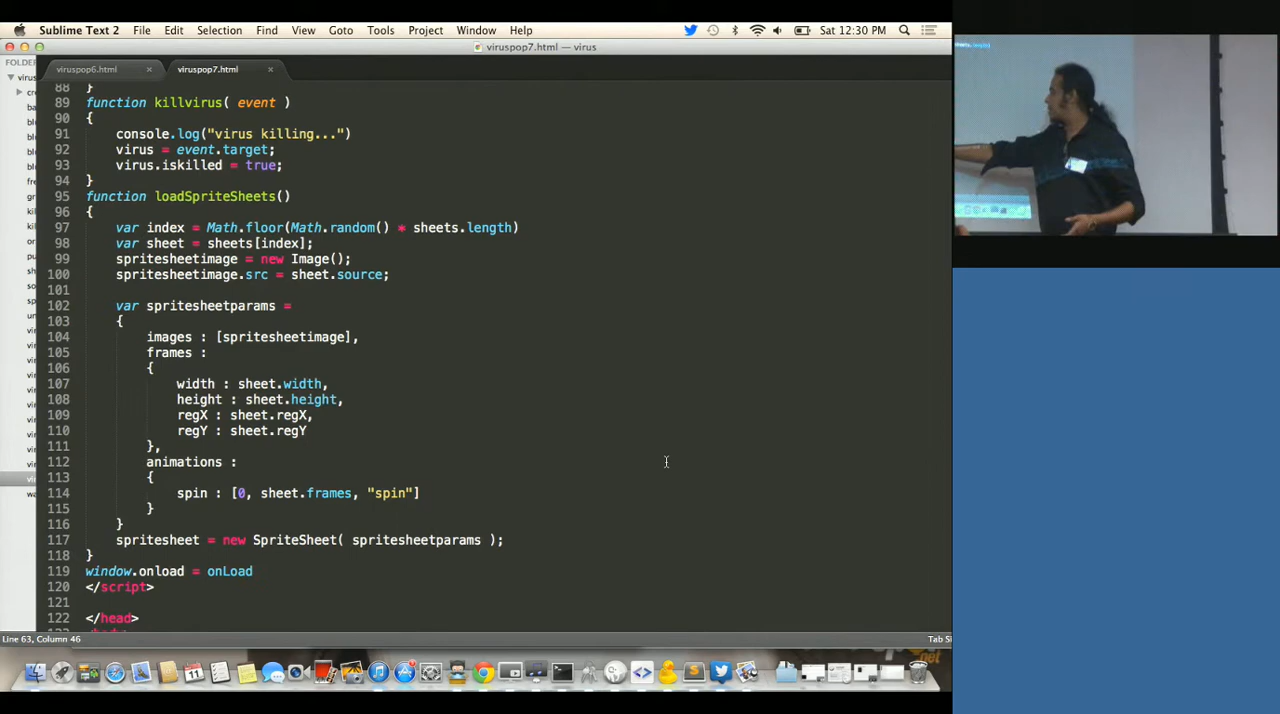 Sublime Text 2 File Edit Selection Find View Goto Tools Project Window Help Sat 12:30 PM
viruspop7.html — virus
FOLDER
viruspop6.html × viruspop7.html ×
88 }
89 function killvirus( event )
90 {
91 console.log("virus killing...")
92 virus = event.target;
93 virus.iskilled = true;
94 }
95 function loadSpriteSheets()
96 {
97 var index = Math.floor(Math.random() * sheets.length)
98 var sheet = sheets[index];
99 spritesheetimage = new Image();
100 spritesheetimage.src = sheet.source;
101
102 var spritesheetparams =
103 {
104 images : [spritesheetimage],
105 frames :
106 {
107 width : sheet.width,
108 height : sheet.height,
109 regX : sheet.regX,
110 regY : sheet.regY
111 },
112 animations :
113 {
114 spin : [0, sheet.frames, "spin"]
115 }
116 }
117 spritesheet = new SpriteSheet( spritesheetparams );
118 }
119 window.onload = onLoad
120 </script>
121
122 </head>
Line 63, Column 46 Tab Si